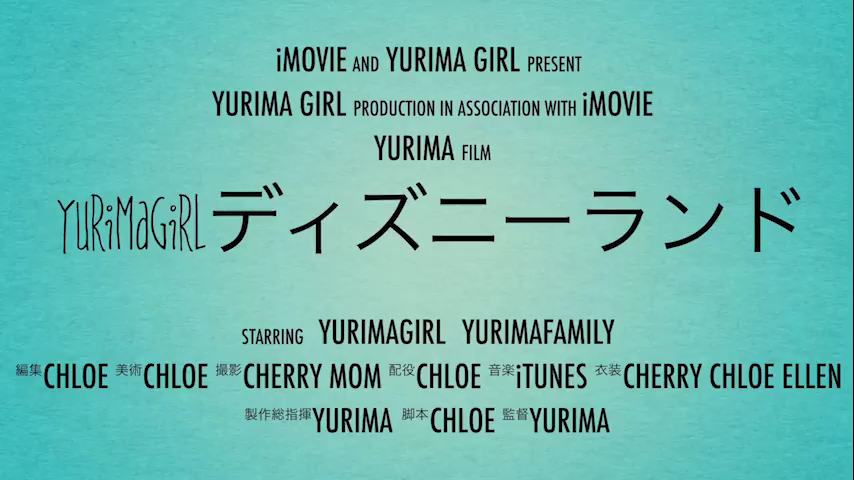 iMOVIE AND YURIMA GIRL PRESENT
YURIMA GIRL PRODUCTION IN ASSOCIATION WITH iMOVIE
YURIMA FILM
YURiMaGiRL ディズニーランド
STARRING YURIMAGIRL YURIMAFAMILY
編集CHLOE 美術CHLOE 撮影CHERRY MOM 配役CHLOE 音楽iTUNES 衣装CHERRY CHLOE ELLEN
製作総指揮YURIMA 脚本CHLOE 監督YURIMA